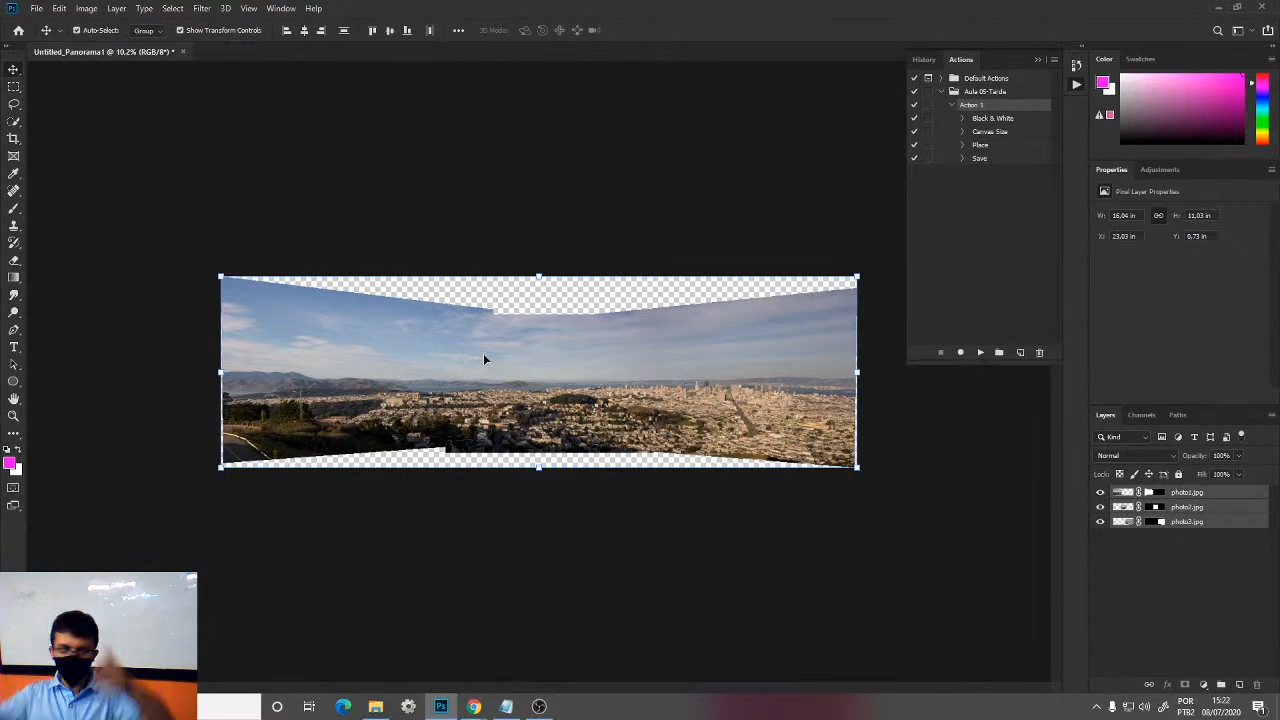 Ps File Edit Image Layer Type Select Filter 3D View Window Help
Auto-Select: Group Show Transform Controls 3D Mode:
Untitled_Panorama1 @ 10.2% (RGB/8*) *
History Actions
Default Actions
Aula 05-Tarde
Action 1
Black & White
Canvas Size
Place
Save
Color Swatches
Properties Adjustments
Pixel Layer Properties
W: 16,04 in H: 11,03 in
X: 23,03 in Y: 0,73 in
Layers Channels Paths
Kind
Normal Opacity: 100%
Lock: Fill: 100%
photo1.jpg
photo2.jpg
photo3.jpg
Ps
POR 15:22
PTB2 08/07/2020